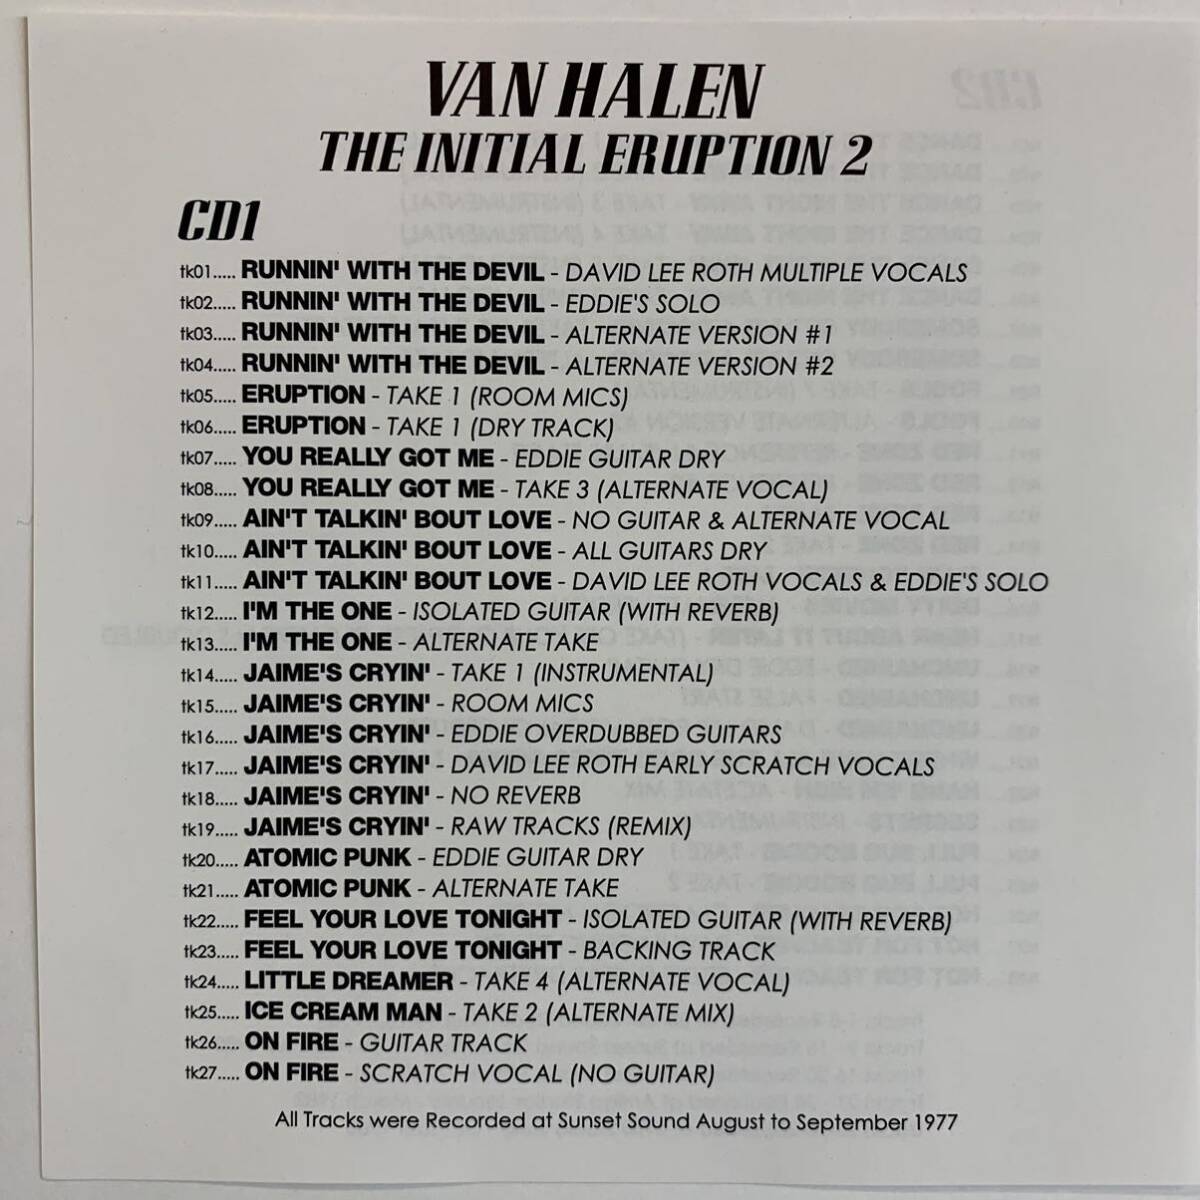 VAN HALEN
THE INITIAL ERUPTION 2
CD1
tk01..... RUNNIN' WITH THE DEVIL - DAVID LEE ROTH MULTIPLE VOCALS
tk02..... RUNNIN' WITH THE DEVIL - EDDIE'S SOLO
tk03..... RUNNIN' WITH THE DEVIL - ALTERNATE VERSION #1
tk04..... RUNNIN' WITH THE DEVIL - ALTERNATE VERSION #2
tk05..... ERUPTION - TAKE 1 (ROOM MICS)
tk06..... ERUPTION - TAKE 1 (DRY TRACK)
tk07..... YOU REALLY GOT ME - EDDIE GUITAR DRY
tk08..... YOU REALLY GOT ME - TAKE 3 (ALTERNATE VOCAL)
tk09..... AIN'T TALKIN' BOUT LOVE - NO GUITAR & ALTERNATE VOCAL
tk10..... AIN'T TALKIN' BOUT LOVE - ALL GUITARS DRY
tk11..... AIN'T TALKIN' BOUT LOVE - DAVID LEE ROTH VOCALS & EDDIE'S SOLO
tk12..... I'M THE ONE - ISOLATED GUITAR (WITH REVERB)
tk13..... I'M THE ONE - ALTERNATE TAKE
tk14..... JAIME'S CRYIN' - TAKE 1 (INSTRUMENTAL)
tk15..... JAIME'S CRYIN' - ROOM MICS
tk16..... JAIME'S CRYIN' - EDDIE OVERDUBBED GUITARS
tk17..... JAIME'S CRYIN' - DAVID LEE ROTH EARLY SCRATCH VOCALS
tk18..... JAIME'S CRYIN' - NO REVERB
tk19..... JAIME'S CRYIN' - RAW TRACKS (REMIX)
tk20..... ATOMIC PUNK - EDDIE GUITAR DRY
tk21..... ATOMIC PUNK - ALTERNATE TAKE
tk22..... FEEL YOUR LOVE TONIGHT - ISOLATED GUITAR (WITH REVERB)
tk23..... FEEL YOUR LOVE TONIGHT - BACKING TRACK
tk24..... LITTLE DREAMER - TAKE 4 (ALTERNATE VOCAL)
tk25..... ICE CREAM MAN - TAKE 2 (ALTERNATE MIX)
tk26..... ON FIRE - GUITAR TRACK
tk27..... ON FIRE - SCRATCH VOCAL (NO GUITAR)
All Tracks were Recorded at Sunset Sound August to September 1977